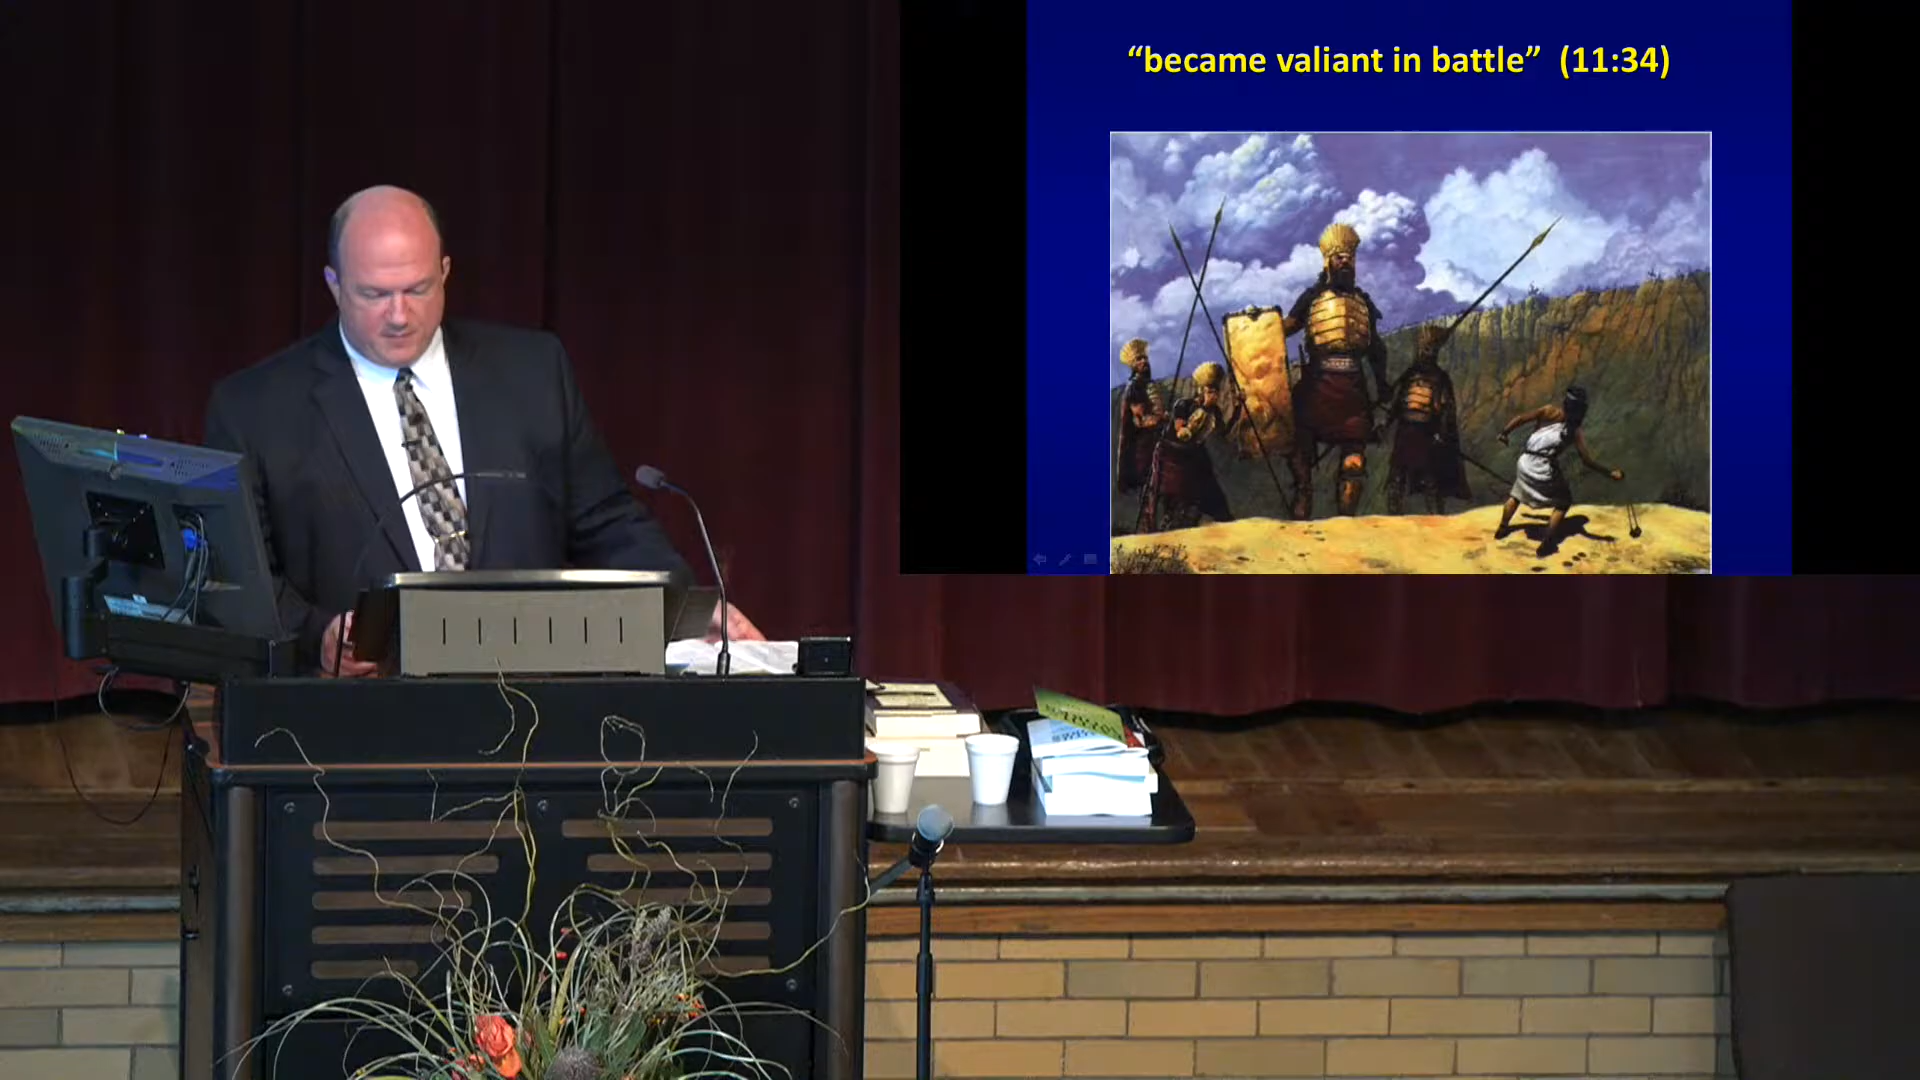 “became valiant in battle” (11:34)